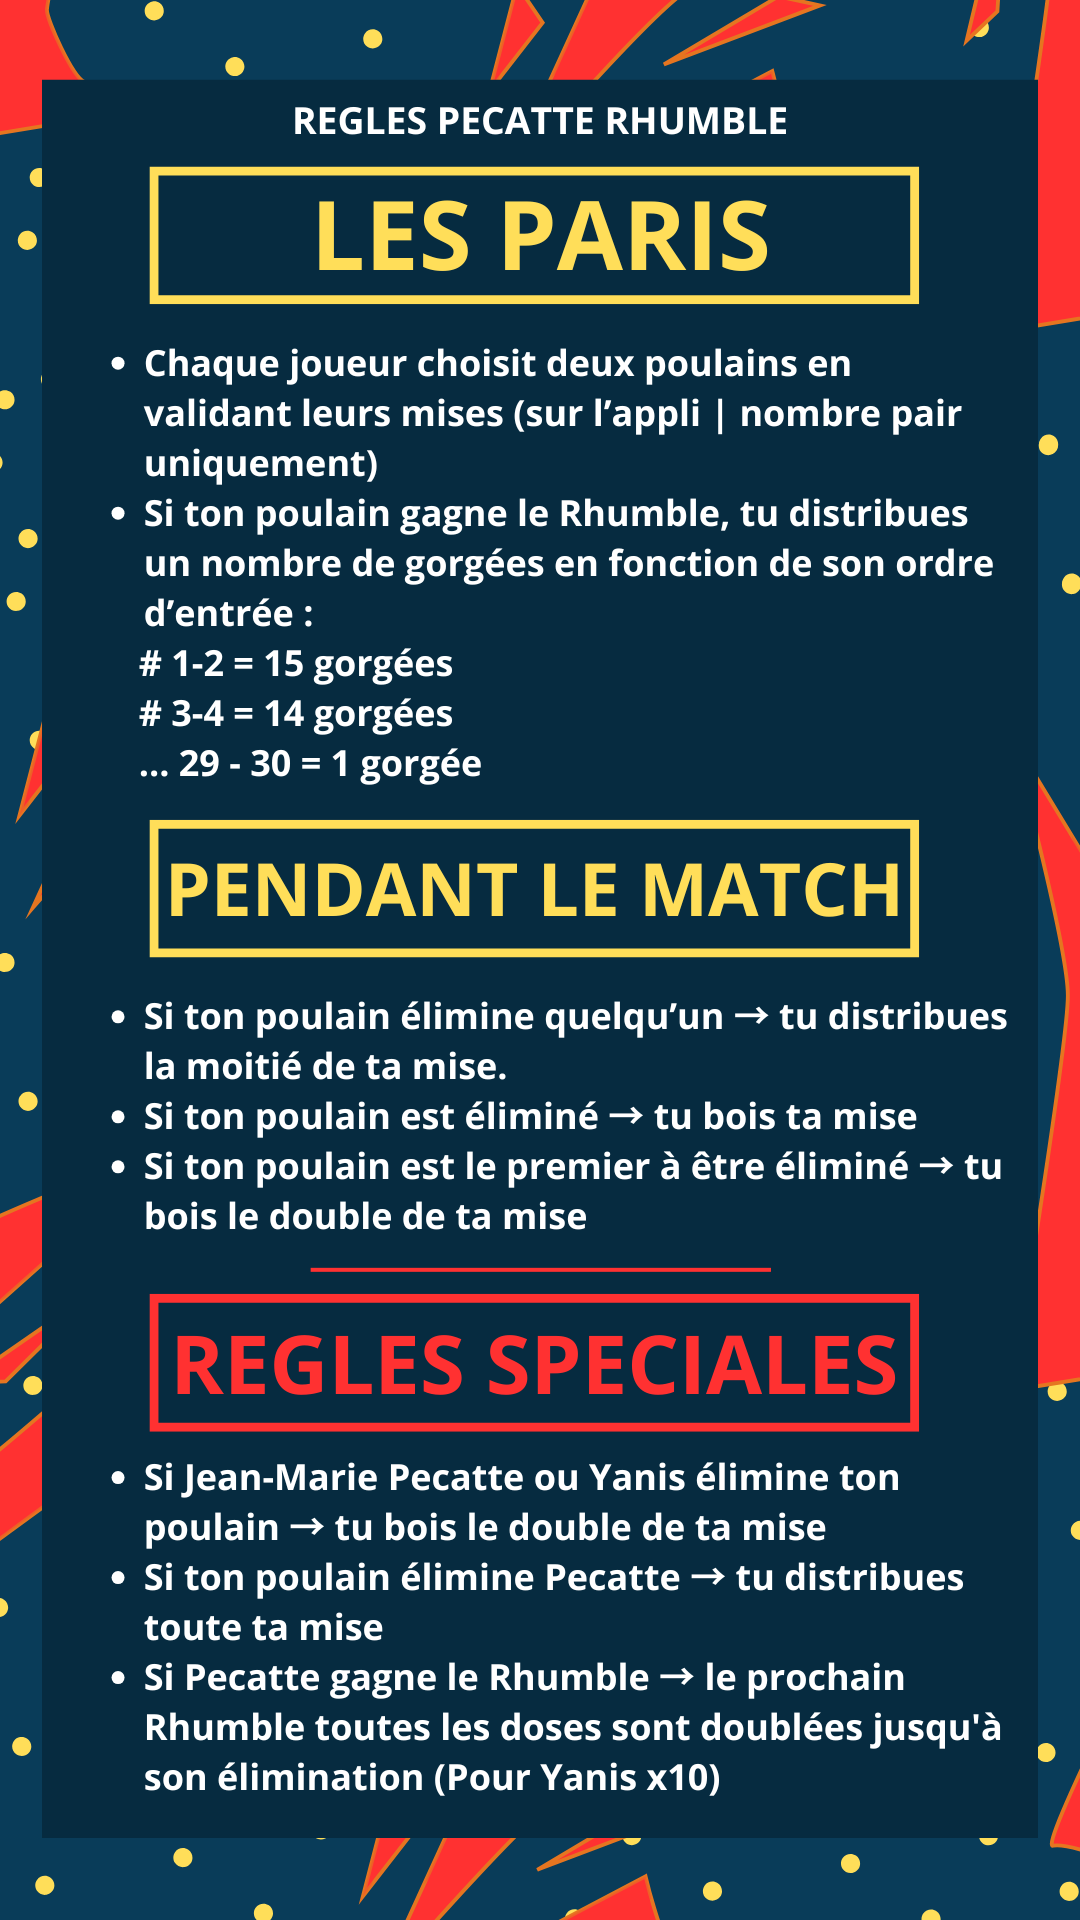 REGLES PECATTE RHUMBLE
LES PARIS
• Chaque joueur choisit deux poulains en
validant leurs mises (sur l’appli | nombre pair
uniquement)
• Si ton poulain gagne le Rhumble, tu distribues
un nombre de gorgées en fonction de son ordre
d’entrée :
# 1-2 = 15 gorgées
# 3-4 = 14 gorgées
... 29 - 30 = 1 gorgée
PENDANT LE MATCH
• Si ton poulain élimine quelqu’un → tu distribues
la moitié de ta mise.
• Si ton poulain est éliminé → tu bois ta mise
• Si ton poulain est le premier à être éliminé → tu
bois le double de ta mise
REGLES SPECIALES
• Si Jean-Marie Pecatte ou Yanis élimine ton
poulain → tu bois le double de ta mise
• Si ton poulain élimine Pecatte → tu distribues
toute ta mise
• Si Pecatte gagne le Rhumble → le prochain
Rhumble toutes les doses sont doublées jusqu'à
son élimination (Pour Yanis x10)